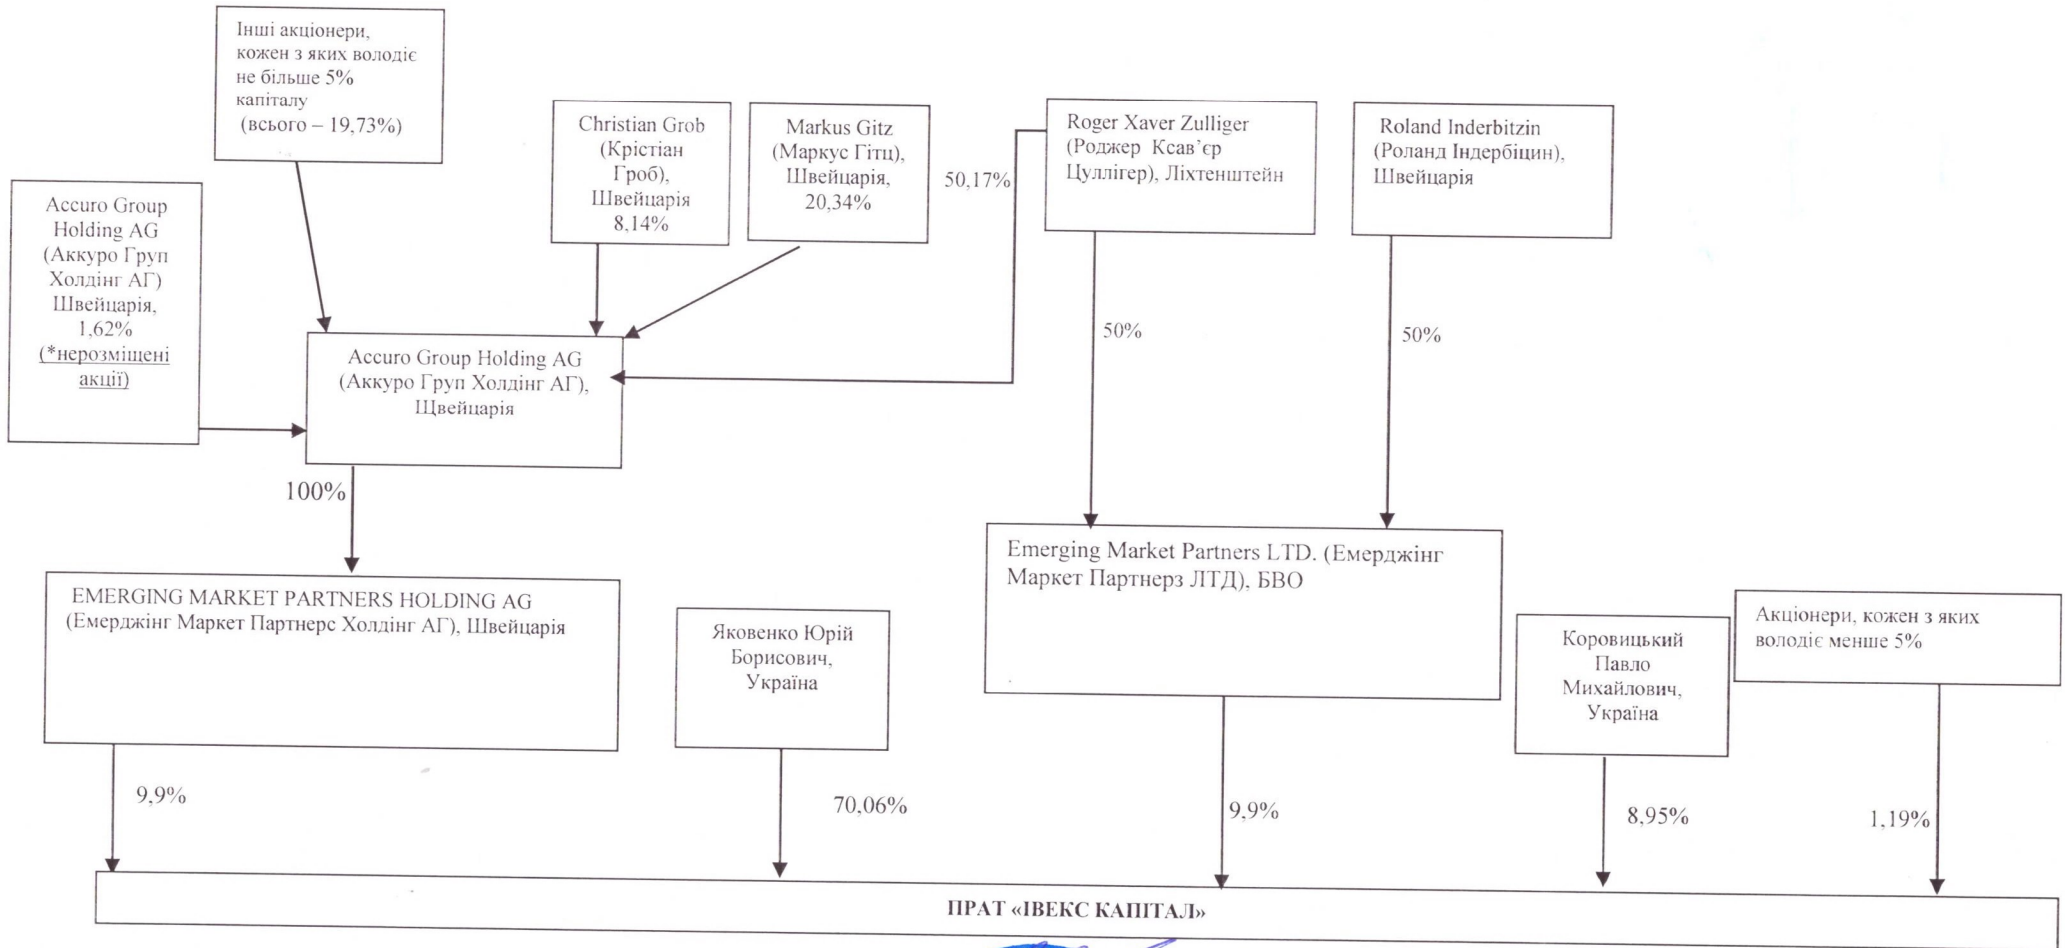 Інші акціонери,
кожен з яких володіє
не більше 5%
капіталу
(всього – 19,73%)
Christian Grob
(Крістіан
Гроб),
Швейцарія
8,14%
Markus Gitz
(Маркус Гітц),
Швейцарія,
20,34%
50,17%
Roger Xaver Zulliger
(Роджер Ксав’єр
Цуллігер), Ліхтенштейн
Roland Inderbitzin
(Роланд Індербіцин),
Швейцарія
Accuro Group
Holding AG
(Аккуро Груп
Холдінг АГ)
Швейцарія,
1,62%
(*нерозміщені
акції)
50%
50%
Accuro Group Holding AG
(Аккуро Груп Холдінг АГ),
Щвейцарія
100%
EMERGING MARKET PARTNERS HOLDING AG
(Емерджінг Маркет Партнерс Холдінг АГ), Швейцарія
Яковенко Юрій
Борисович,
Україна
Emerging Market Partners LTD. (Емерджінг
Маркет Партнерз ЛТД), БВО
Коровицький
Павло
Михайлович,
Україна
Акціонери, кожен з яких
володіє менше 5%
9,9%
70,06%
9,9%
8,95%
1,19%
ПРАТ «ІВЕКС КАПІТАЛ»